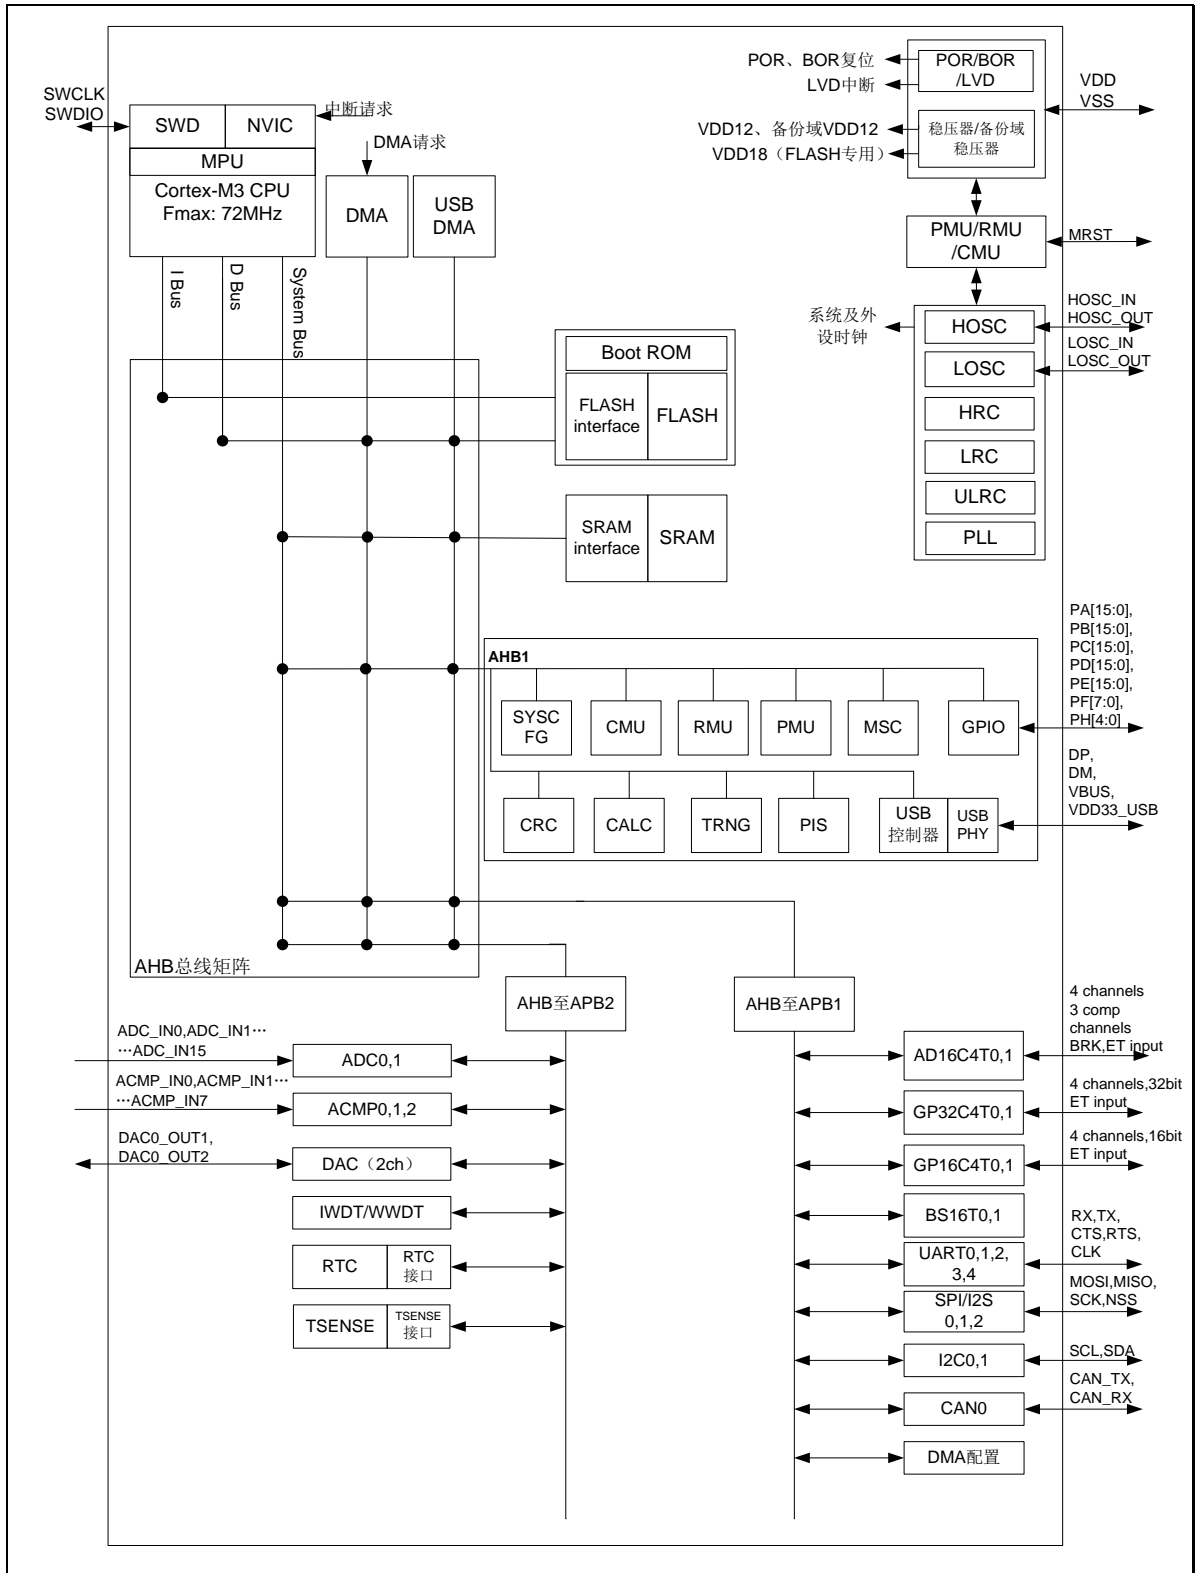 SWCLK
SWDIO
SWD
NVIC
中断请求
MPU
Cortex-M3 CPU
Fmax: 72MHz
DMA请求
DMA
USB
DMA
I Bus
D Bus
System Bus
POR、BOR复位
LVD中断
POR/BOR
/LVD
VDD12、备份域VDD12
VDD18（FLASH专用）
稳压器/备份域
稳压器
VDD
VSS
PMU/RMU
/CMU
MRST
系统及外
设时钟
HOSC
LOSC
HRC
LRC
ULRC
PLL
HOSC_IN
HOSC_OUT
LOSC_IN
LOSC_OUT
Boot ROM
FLASH
interface
FLASH
SRAM
interface
SRAM
AHB1
SYSC
FG
CMU
RMU
PMU
MSC
GPIO
CRC
CALC
TRNG
PIS
USB
控制器
USB
PHY
PA[15:0],
PB[15:0],
PC[15:0],
PD[15:0],
PE[15:0],
PF[7:0],
PH[4:0]
DP,
DM,
VBUS,
VDD33_USB
AHB总线矩阵
AHB至APB2
AHB至APB1
ADC_IN0,ADC_IN1…
…ADC_IN15
ADC0,1
ACMP_IN0,ACMP_IN1…
…ACMP_IN7
ACMP0,1,2
DAC0_OUT1,
DAC0_OUT2
DAC（2ch）
IWDT/WWDT
RTC
RTC
接口
TSENSE
TSENSE
接口
AD16C4T0,1
4 channels
3 comp
channels
BRK,ET input
GP32C4T0,1
4 channels,32bit
ET input
GP16C4T0,1
4 channels,16bit
ET input
BS16T0,1
UART0,1,2,
3,4
RX,TX,
CTS,RTS,
CLK
SPI/I2S
0,1,2
MOSI,MISO,
SCK,NSS
I2C0,1
SCL,SDA
CAN0
CAN_TX,
CAN_RX
DMA配置